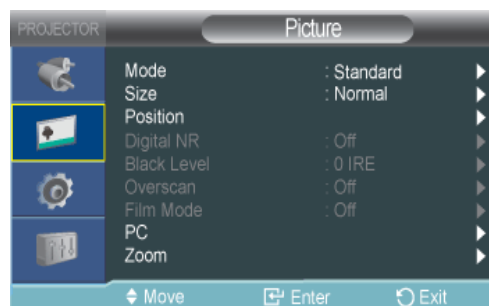 PROJECTOR Picture
Mode : Standard
Size : Normal
Position
Digital NR : Off
Black Level : 0 IRE
Overscan : Off
Film Mode : Off
PC
Zoom
Move Enter Exit